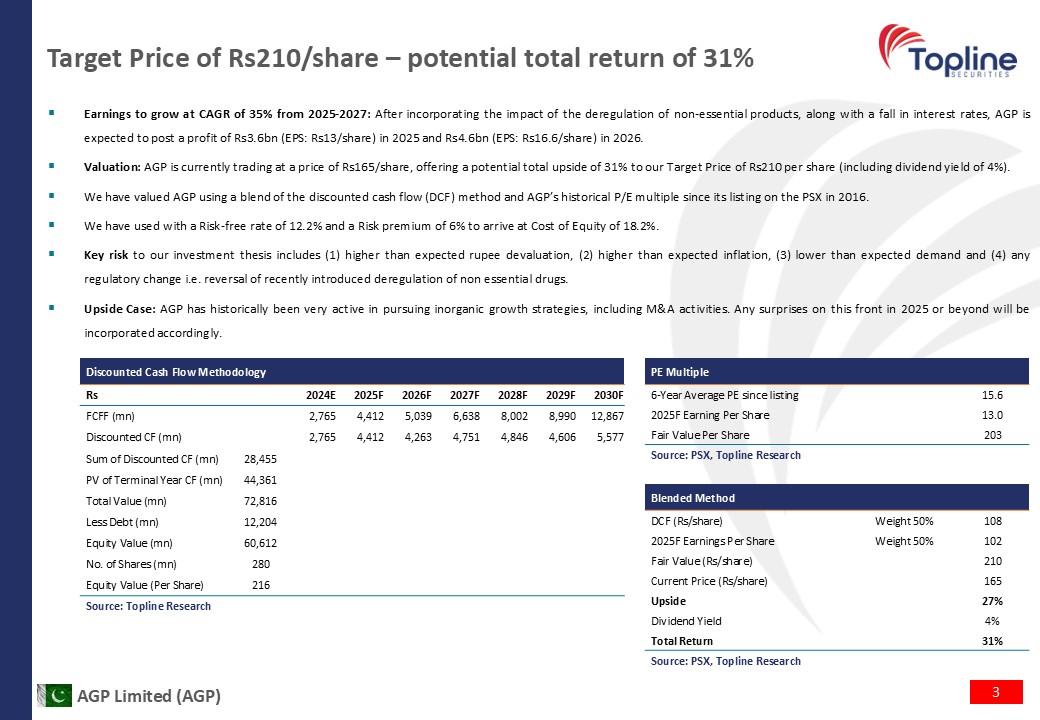 Target Price of Rs210/share – potential total return of 31%
Topline
SECURITIES
▪ Earnings to grow at CAGR of 35% from 2025-2027: After incorporating the impact of the deregulation of non-essential products, along with a fall in interest rates, AGP is
expected to post a profit of Rs3.6bn (EPS: Rs13/share) in 2025 and Rs4.6bn (EPS: Rs16.6/share) in 2026.
▪ Valuation: AGP is currently trading at a price of Rs165/share, offering a potential total upside of 31% to our Target Price of Rs210 per share (including dividend yield of 4%).
▪ We have valued AGP using a blend of the discounted cash flow (DCF) method and AGP's historical P/E multiple since its listing on the PSX in 2016.
▪ We have used with a Risk-free rate of 12.2% and a Risk premium of 6% to arrive at Cost of Equity of 18.2%.
▪ Key risk to our investment thesis includes (1) higher than expected rupee devaluation, (2) higher than expected inflation, (3) lower than expected demand and (4) any
regulatory change i.e. reversal of recently introduced deregulation of non essential drugs.
▪ Upside Case: AGP has historically been very active in pursuing inorganic growth strategies, including M&A activities. Any surprises on this front in 2025 or beyond will be
incorporated accordingly.
Discounted Cash Flow Methodology
Rs 2024E 2025F 2026F 2027F 2028F 2029F 2030F
FCFF (mn) 2,765 4,412 5,039 6,638 8,002 8,990 12,867
Discounted CF (mn) 2,765 4,412 4,263 4,751 4,846 4,606 5,577
Sum of Discounted CF (mn) 28,455
PV of Terminal Year CF (mn) 44,361
Total Value (mn) 72,816
Less Debt (mn) 12,204
Equity Value (mn) 60,612
No. of Shares (mn) 280
Equity Value (Per Share) 216
Source: Topline Research
PE Multiple
6-Year Average PE since listing 15.6
2025F Earning Per Share 13.0
Fair Value Per Share 203
Source: PSX, Topline Research
Blended Method
DCF (Rs/share) Weight 50% 108
2025F Earnings Per Share Weight 50% 102
Fair Value (Rs/share) 210
Current Price (Rs/share) 165
Upside 27%
Dividend Yield 4%
Total Return 31%
Source: PSX, Topline Research
AGP Limited (AGP)
3